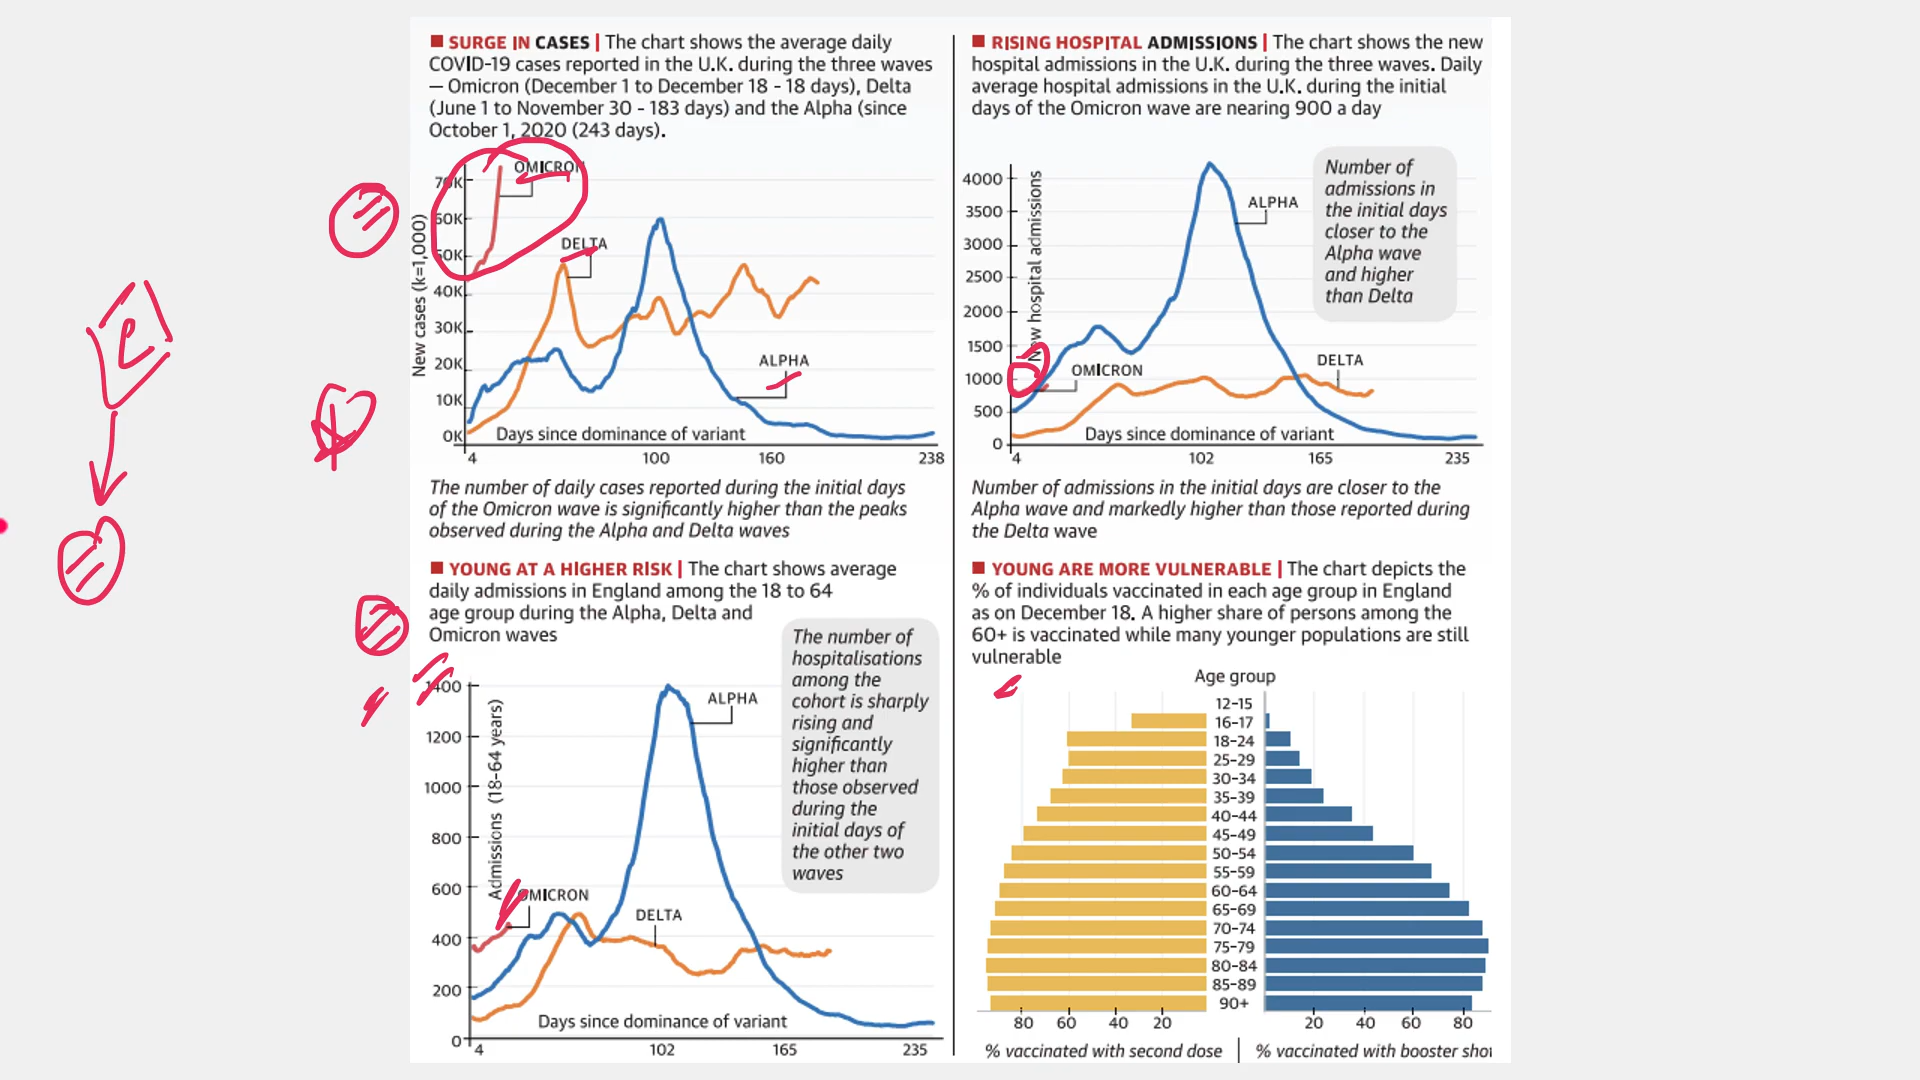 SURGE IN CASES | The chart shows the average daily
COVID-19 cases reported in the U.K. during the three waves
— Omicron (December 1 to December 18 - 18 days), Delta
(June 1 to November 30 - 183 days) and the Alpha (since
October 1, 2020 (243 days).
OMICRON
DELTA
ALPHA
New cases (k=1,000)
70K
60K
50K
40K
30K
20K
10K
0K
Days since dominance of variant
4 100 160 238
The number of daily cases reported during the initial days
of the Omicron wave is significantly higher than the peaks
observed during the Alpha and Delta waves
RISING HOSPITAL ADMISSIONS | The chart shows the new
hospital admissions in the U.K. during the three waves. Daily
average hospital admissions in the U.K. during the initial
days of the Omicron wave are nearing 900 a day
Number of
admissions in
the initial days
closer to the
Alpha wave
and higher
than Delta
ALPHA
OMICRON
DELTA
New hospital admissions
4000
3500
3000
2500
2000
1500
1000
500
0
Days since dominance of variant
4 102 165 235
Number of admissions in the initial days are closer to the
Alpha wave and markedly higher than those reported during
the Delta wave
YOUNG AT A HIGHER RISK | The chart shows average
daily admissions in England among the 18 to 64
age group during the Alpha, Delta and
Omicron waves
The number of
hospitalisations
among the
cohort is sharply
rising and
significantly
higher than
those observed
during the
initial days of
the other two
waves
ALPHA
OMICRON
DELTA
Admissions (18-64 years)
1400
1200
1000
800
600
400
200
0
Days since dominance of variant
4 102 165 235
YOUNG ARE MORE VULNERABLE | The chart depicts the
% of individuals vaccinated in each age group in England
as on December 18. A higher share of persons among the
60+ is vaccinated while many younger populations are still
vulnerable
Age group
12-15
16-17
18-24
25-29
30-34
35-39
40-44
45-49
50-54
55-59
60-64
65-69
70-74
75-79
80-84
85-89
90+
80 60 40 20 20 40 60 80
% vaccinated with second dose | % vaccinated with booster